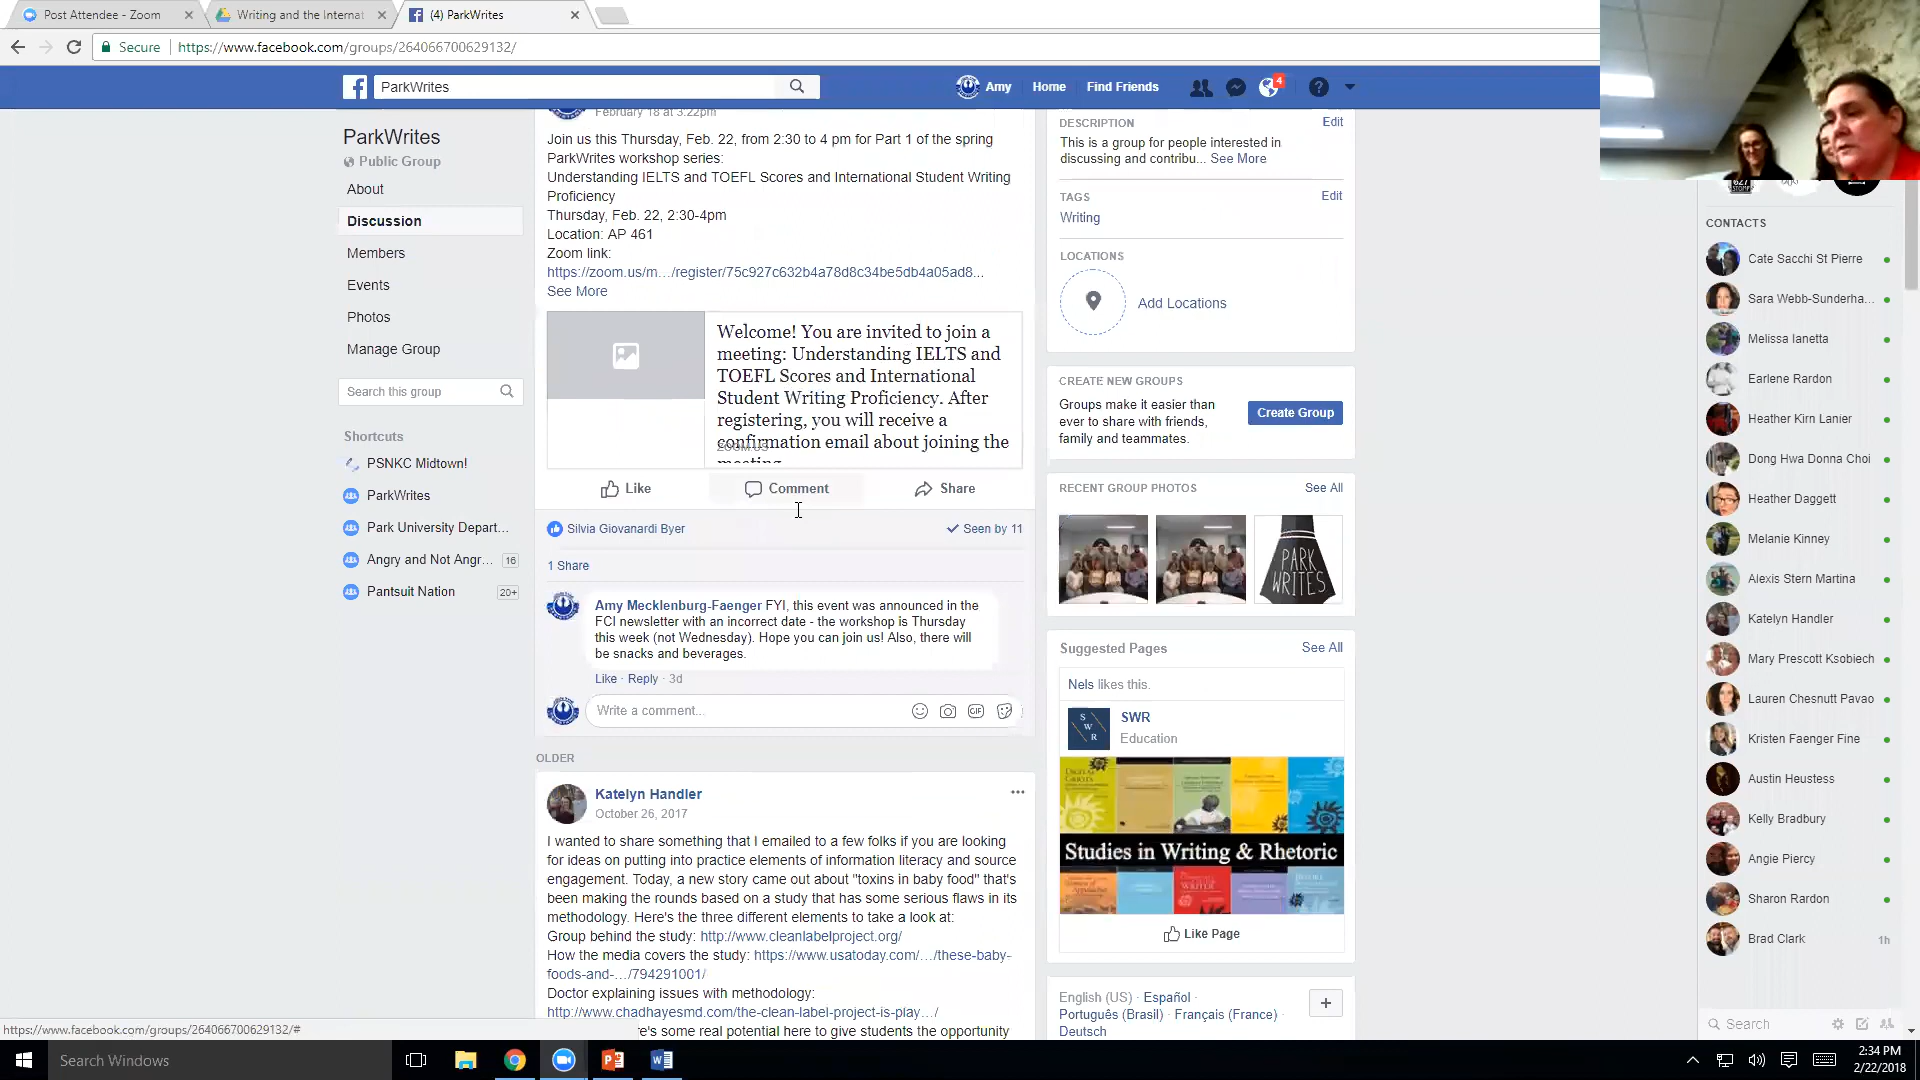 Post Attendee - Zoom
Writing and the Internat
(4) ParkWrites
Secure
https://www.facebook.com/groups/264066700629132/
ParkWrites
Amy
Home
Find Friends
4
ParkWrites
Public Group
About
Discussion
Members
Events
Photos
Manage Group
Search this group
Shortcuts
PSNKC Midtown!
ParkWrites
Park University Depart...
Angry and Not Angr...
16
Pantsuit Nation
20+
February 18 at 3:22pm
Join us this Thursday, Feb. 22, from 2:30 to 4 pm for Part 1 of the spring
ParkWrites workshop series:
Understanding IELTS and TOEFL Scores and International Student Writing
Proficiency
Thursday, Feb. 22, 2:30-4pm
Location: AP 461
Zoom link:
https://zoom.us/m.../register/75c927c632b4a78d8c34be5db4a05ad8...
See More
Welcome! You are invited to join a
meeting: Understanding IELTS and
TOEFL Scores and International
Student Writing Proficiency. After
registering, you will receive a
confirmation email about joining the
meeting.
ZOOM.US
Like
Comment
Share
Silvia Giovanardi Byer
Seen by 11
1 Share
Amy Mecklenburg-Faenger FYI, this event was announced in the
FCI newsletter with an incorrect date - the workshop is Thursday
this week (not Wednesday). Hope you can join us! Also, there will
be snacks and beverages.
Like · Reply · 3d
Write a comment...
GIF
OLDER
Katelyn Handler
October 26, 2017
I wanted to share something that I emailed to a few folks if you are looking
for ideas on putting into practice elements of information literacy and source
engagement. Today, a new story came out about "toxins in baby food" that's
been making the rounds based on a study that has some serious flaws in its
methodology. Here's the three different elements to take a look at:
Group behind the study: http://www.cleanlabelproject.org/
How the media covers the study: https://www.usatoday.com/.../these-baby-
foods-and-.../794291001/
Doctor explaining issues with methodology:
http://www.chadhayesmd.com/the-clean-label-project-is-play.../
're's some real potential here to give students the opportunity
DESCRIPTION
Edit
This is a group for people interested in
discussing and contribu... See More
TAGS
Edit
Writing
LOCATIONS
Add Locations
CREATE NEW GROUPS
Groups make it easier than
ever to share with friends,
family and teammates.
Create Group
RECENT GROUP PHOTOS
See All
PARK
WRITES
Suggested Pages
See All
Nels likes this.
S
W
R
SWR
Education
Studies in Writing & Rhetoric
Like Page
English (US) · Español ·
Português (Brasil) · Français (France) ·
Deutsch
CONTACTS
Cate Sacchi St Pierre
Sara Webb-Sunderha...
Melissa Ianetta
Earlene Rardon
Heather Kirn Lanier
Dong Hwa Donna Choi
Heather Daggett
Melanie Kinney
Alexis Stern Martina
Katelyn Handler
Mary Prescott Ksobiech
Lauren Chesnutt Pavao
Kristen Faenger Fine
Austin Heustess
Kelly Bradbury
Angie Piercy
Sharon Rardon
Brad Clark
1h
Search
https://www.facebook.com/groups/264066700629132/#
Search Windows
2:34 PM
2/22/2018